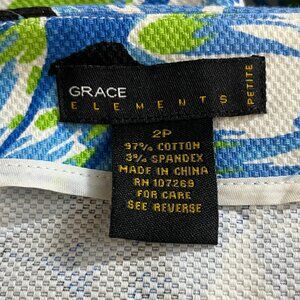 GRACE
ELEMENTS
PETITE
2P
97% COTTON
3% SPANDEX
MADE IN CHINA
RN 107269
FOR CARE
SEE REVERSE